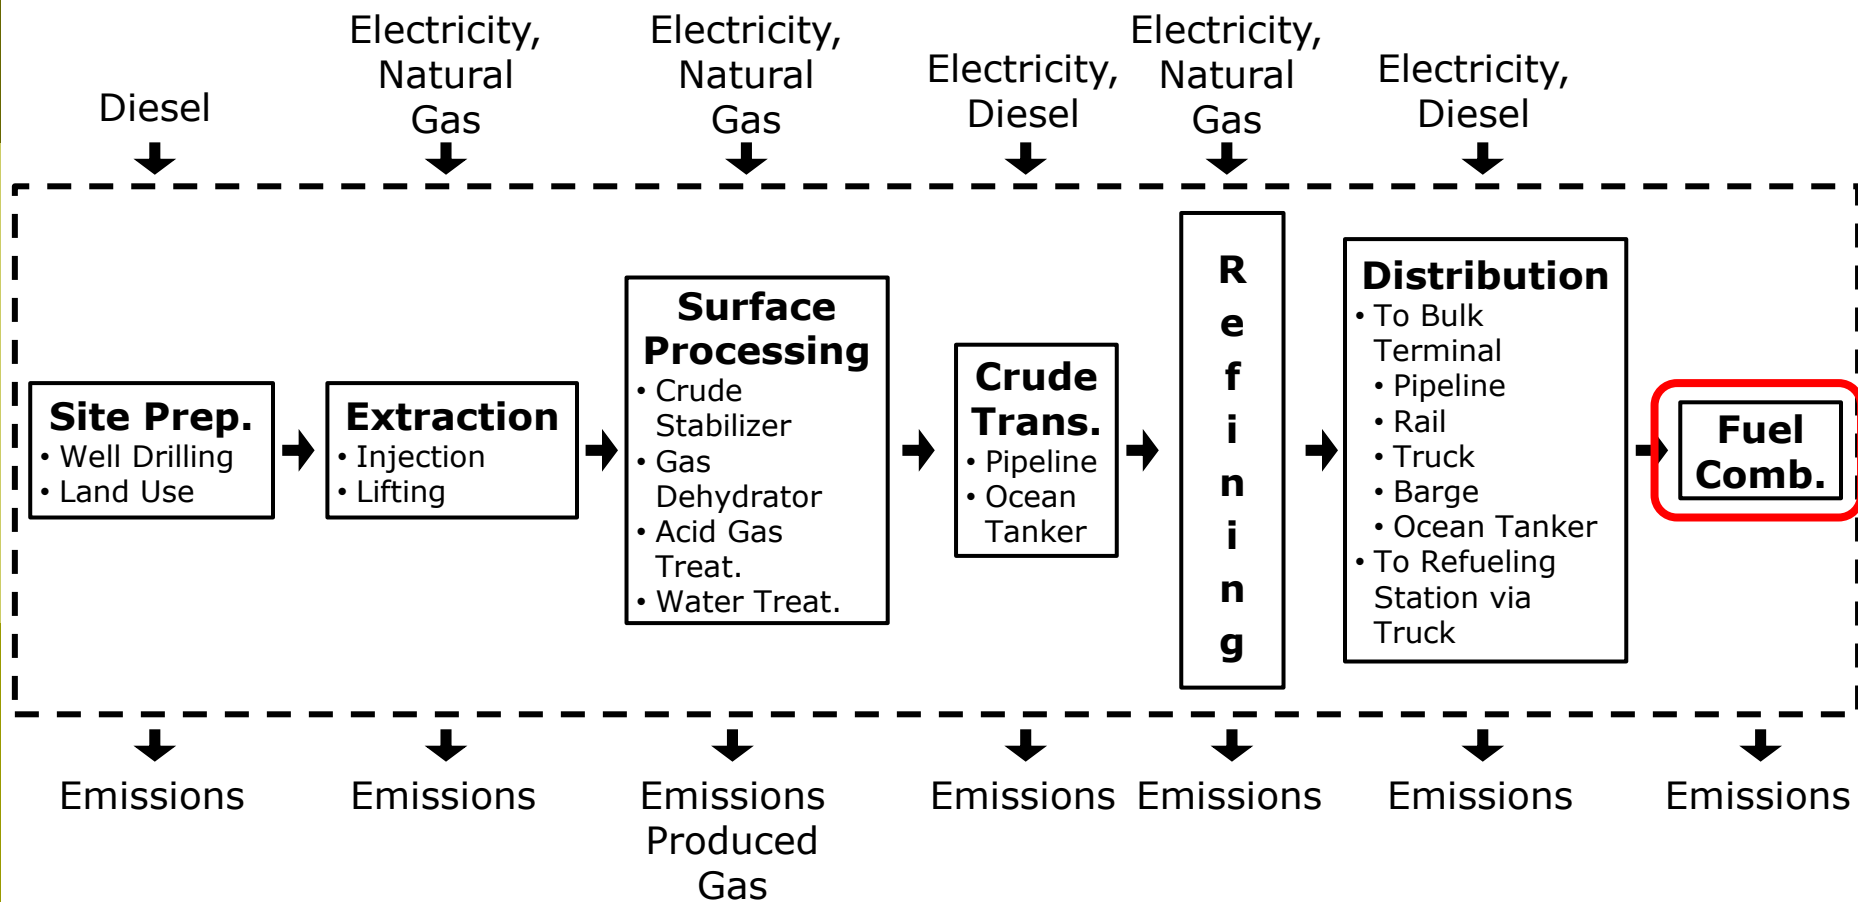 Diesel
Electricity,
Natural
Gas
Electricity,
Natural
Gas
Electricity,
Diesel
Electricity,
Natural
Gas
Electricity,
Diesel
Site Prep.
• Well Drilling
• Land Use
Extraction
• Injection
• Lifting
Surface
Processing
• Crude
Stabilizer
• Gas
Dehydrator
• Acid Gas
Treat.
• Water Treat.
Crude
Trans.
• Pipeline
• Ocean
Tanker
R
e
f
i
n
i
n
g
Distribution
• To Bulk
Terminal
• Pipeline
• Rail
• Truck
• Barge
• Ocean Tanker
• To Refueling
Station via
Truck
Fuel
Comb.
Emissions
Emissions
Emissions
Produced
Gas
Emissions
Emissions
Emissions
Emissions